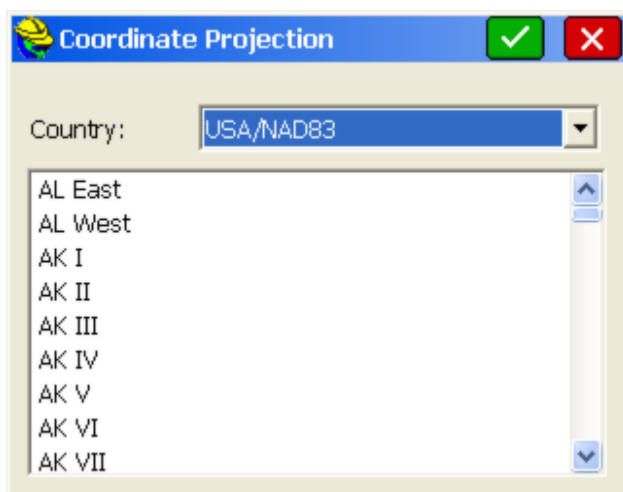 Coordinate Projection
Country: USA/NAD83
AL East
AL West
AK I
AK II
AK III
AK IV
AK V
AK VI
AK VII